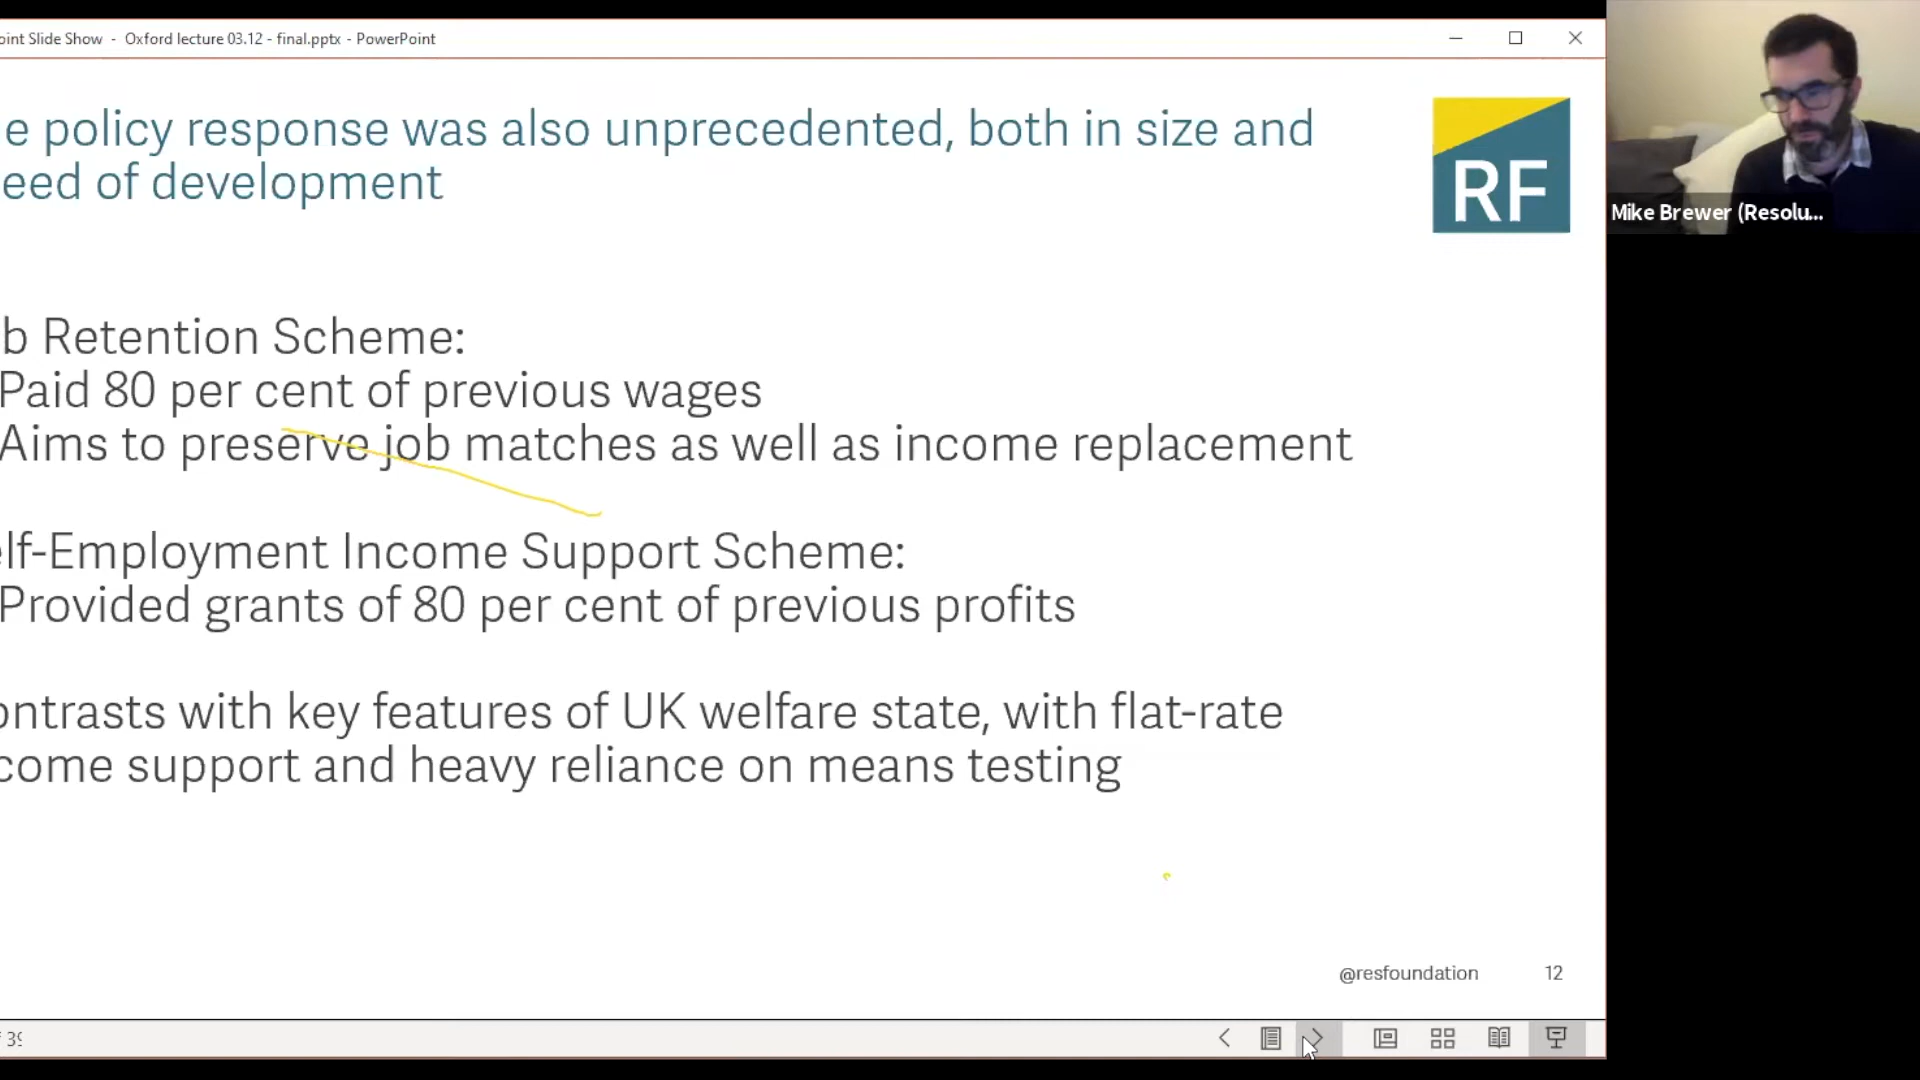 oint Slide Show - Oxford lecture 03.12 - final.pptx - PowerPoint
e policy response was also unprecedented, both in size and
eed of development
RF
Mike Brewer (Resolu...
b Retention Scheme:
Paid 80 per cent of previous wages
Aims to preserve job matches as well as income replacement
elf-Employment Income Support Scheme:
Provided grants of 80 per cent of previous profits
ontrasts with key features of UK welfare state, with flat-rate
come support and heavy reliance on means testing
@resfoundation 12
f 39